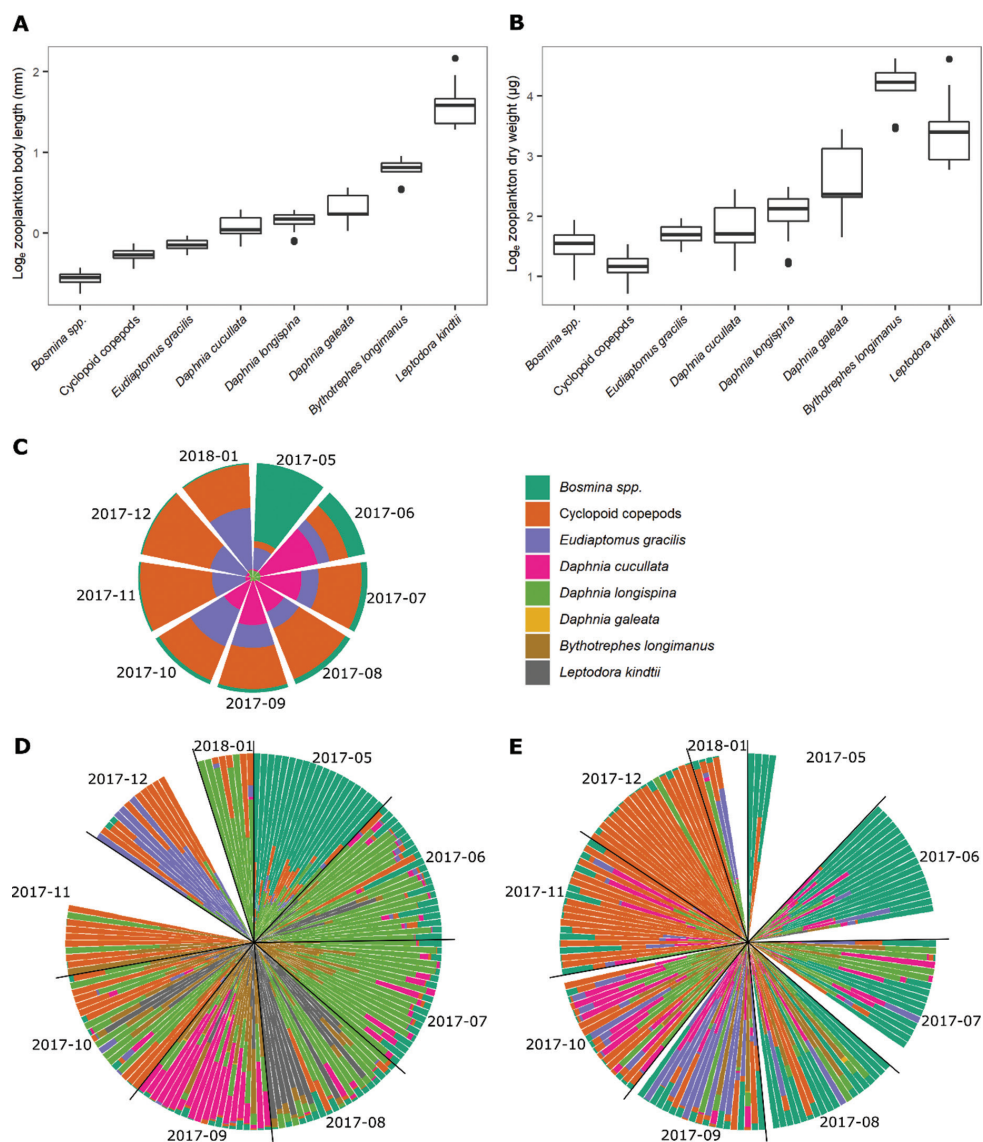 A
Log_e zooplankton body length (mm)
2
1
0
Bosmina spp.
Cyclopoid copepods
Eudiaptomus gracilis
Daphnia cucullata
Daphnia longispina
Daphnia galeata
Bythotrephes longimanus
Leptodora kindtii
B
Log_e zooplankton dry weight (µg)
4
3
2
1
Bosmina spp.
Cyclopoid copepods
Eudiaptomus gracilis
Daphnia cucullata
Daphnia longispina
Daphnia galeata
Bythotrephes longimanus
Leptodora kindtii
C
2018-01
2017-05
2017-12
2017-06
2017-11
2017-07
2017-10
2017-08
2017-09
Bosmina spp.
Cyclopoid copepods
Eudiaptomus gracilis
Daphnia cucullata
Daphnia longispina
Daphnia galeata
Bythotrephes longimanus
Leptodora kindtii
D
2018-01
2017-05
2017-12
2017-06
2017-11
2017-07
2017-10
2017-08
2017-09
E
2018-01
2017-05
2017-12
2017-06
2017-11
2017-07
2017-10
2017-08
2017-09